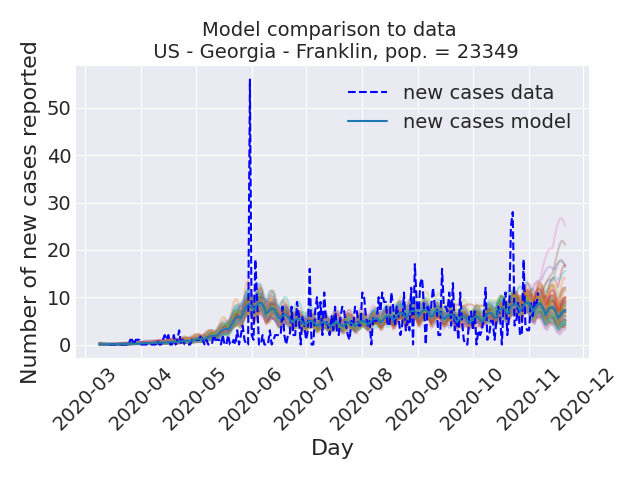 Model comparison to data
US - Georgia - Franklin, pop. = 23349
Number of new cases reported
50
40
30
20
10
0
new cases data
new cases model
2020-03
2020-04
2020-05
2020-06
2020-07
2020-08
2020-09
2020-10
2020-11
2020-12
Day